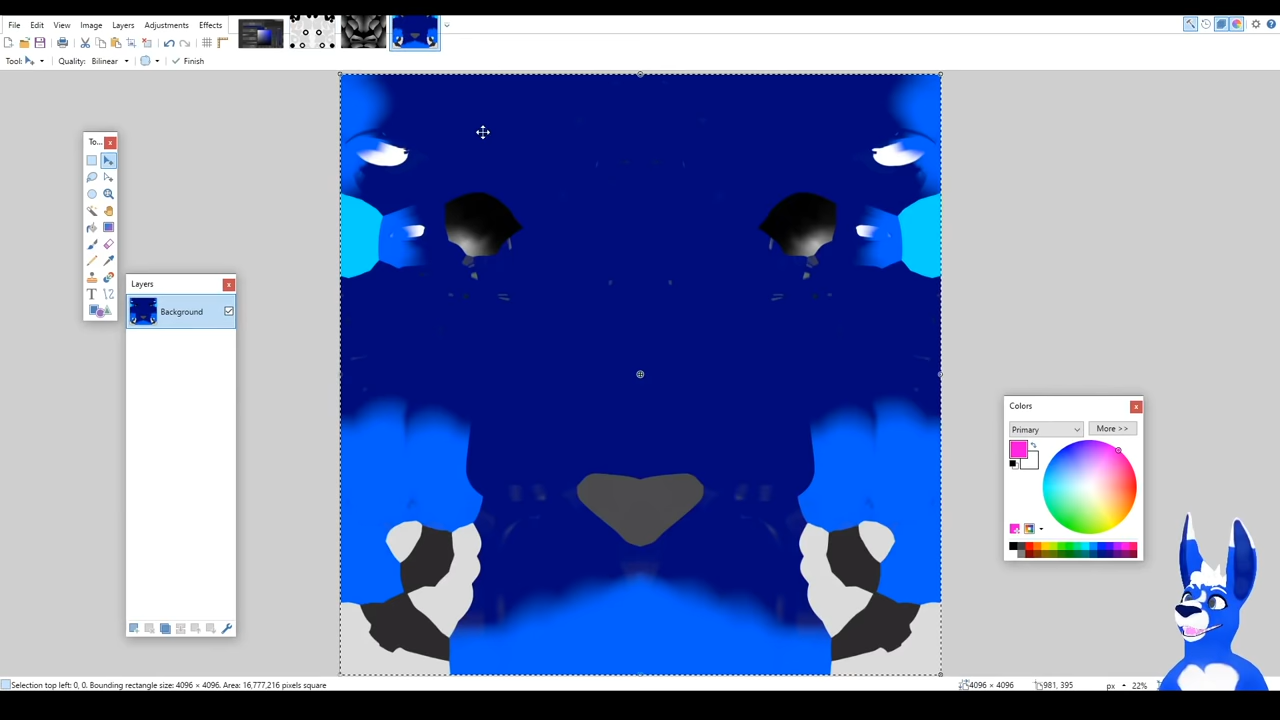 File Edit View Image Layers Adjustments Effects
Tool: Quality: Bilinear Finish
To...
Layers
Background
Colors
Primary More >>
Selection top left: 0, 0. Bounding rectangle size: 4096 × 4096. Area: 16,777,216 pixels square
4096 × 4096 981, 395 px 22%